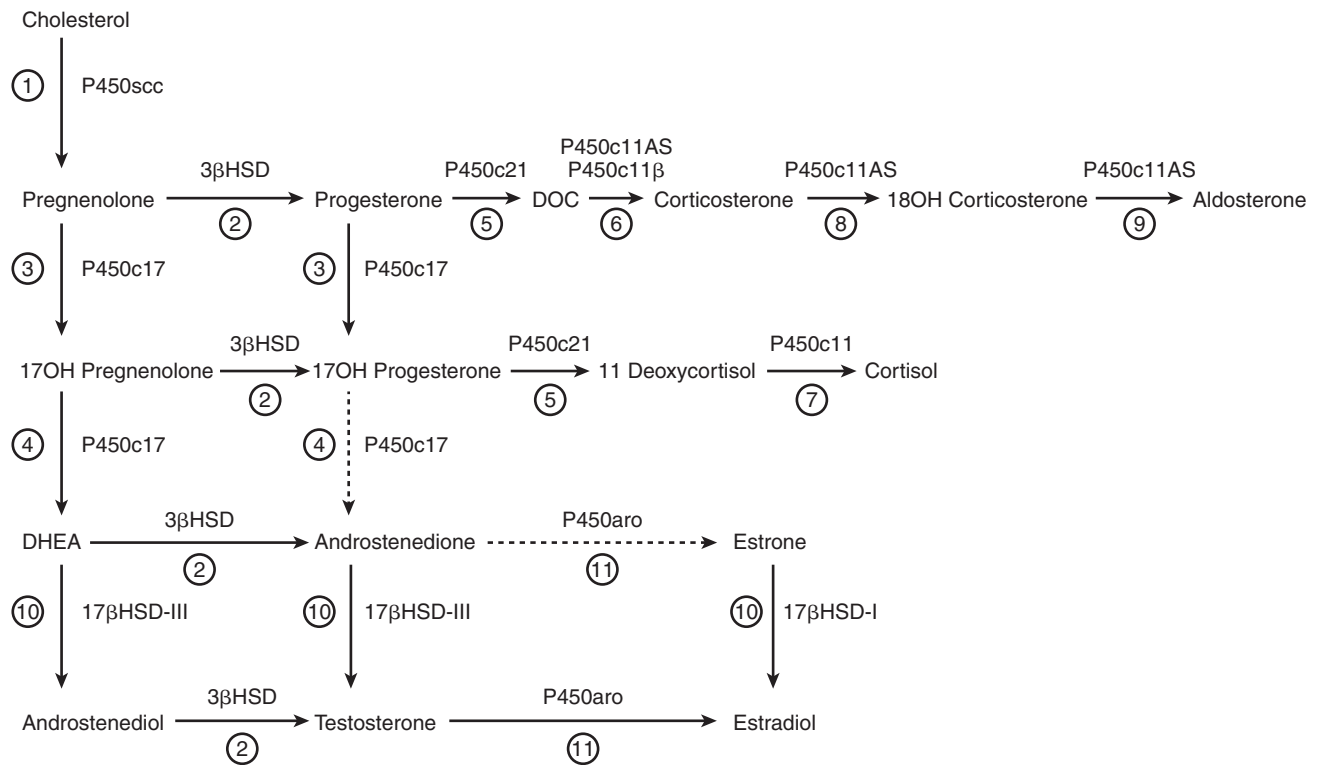 Cholesterol
1 P450scc
P450c11AS
3βHSD P450c21 P450c11β P450c11AS P450c11AS
Pregnenolone Progesterone DOC Corticosterone 18OH Corticosterone Aldosterone
2 5 6 8 9
3 P450c17 3 P450c17
3βHSD P450c21 P450c11
17OH Pregnenolone 17OH Progesterone 11 Deoxycortisol Cortisol
2 5 7
4 P450c17 4 P450c17
3βHSD P450aro
DHEA Androstenedione Estrone
2 11
10 17βHSD-III 10 17βHSD-III 10 17βHSD-I
3βHSD P450aro
Androstenediol Testosterone Estradiol
2 11